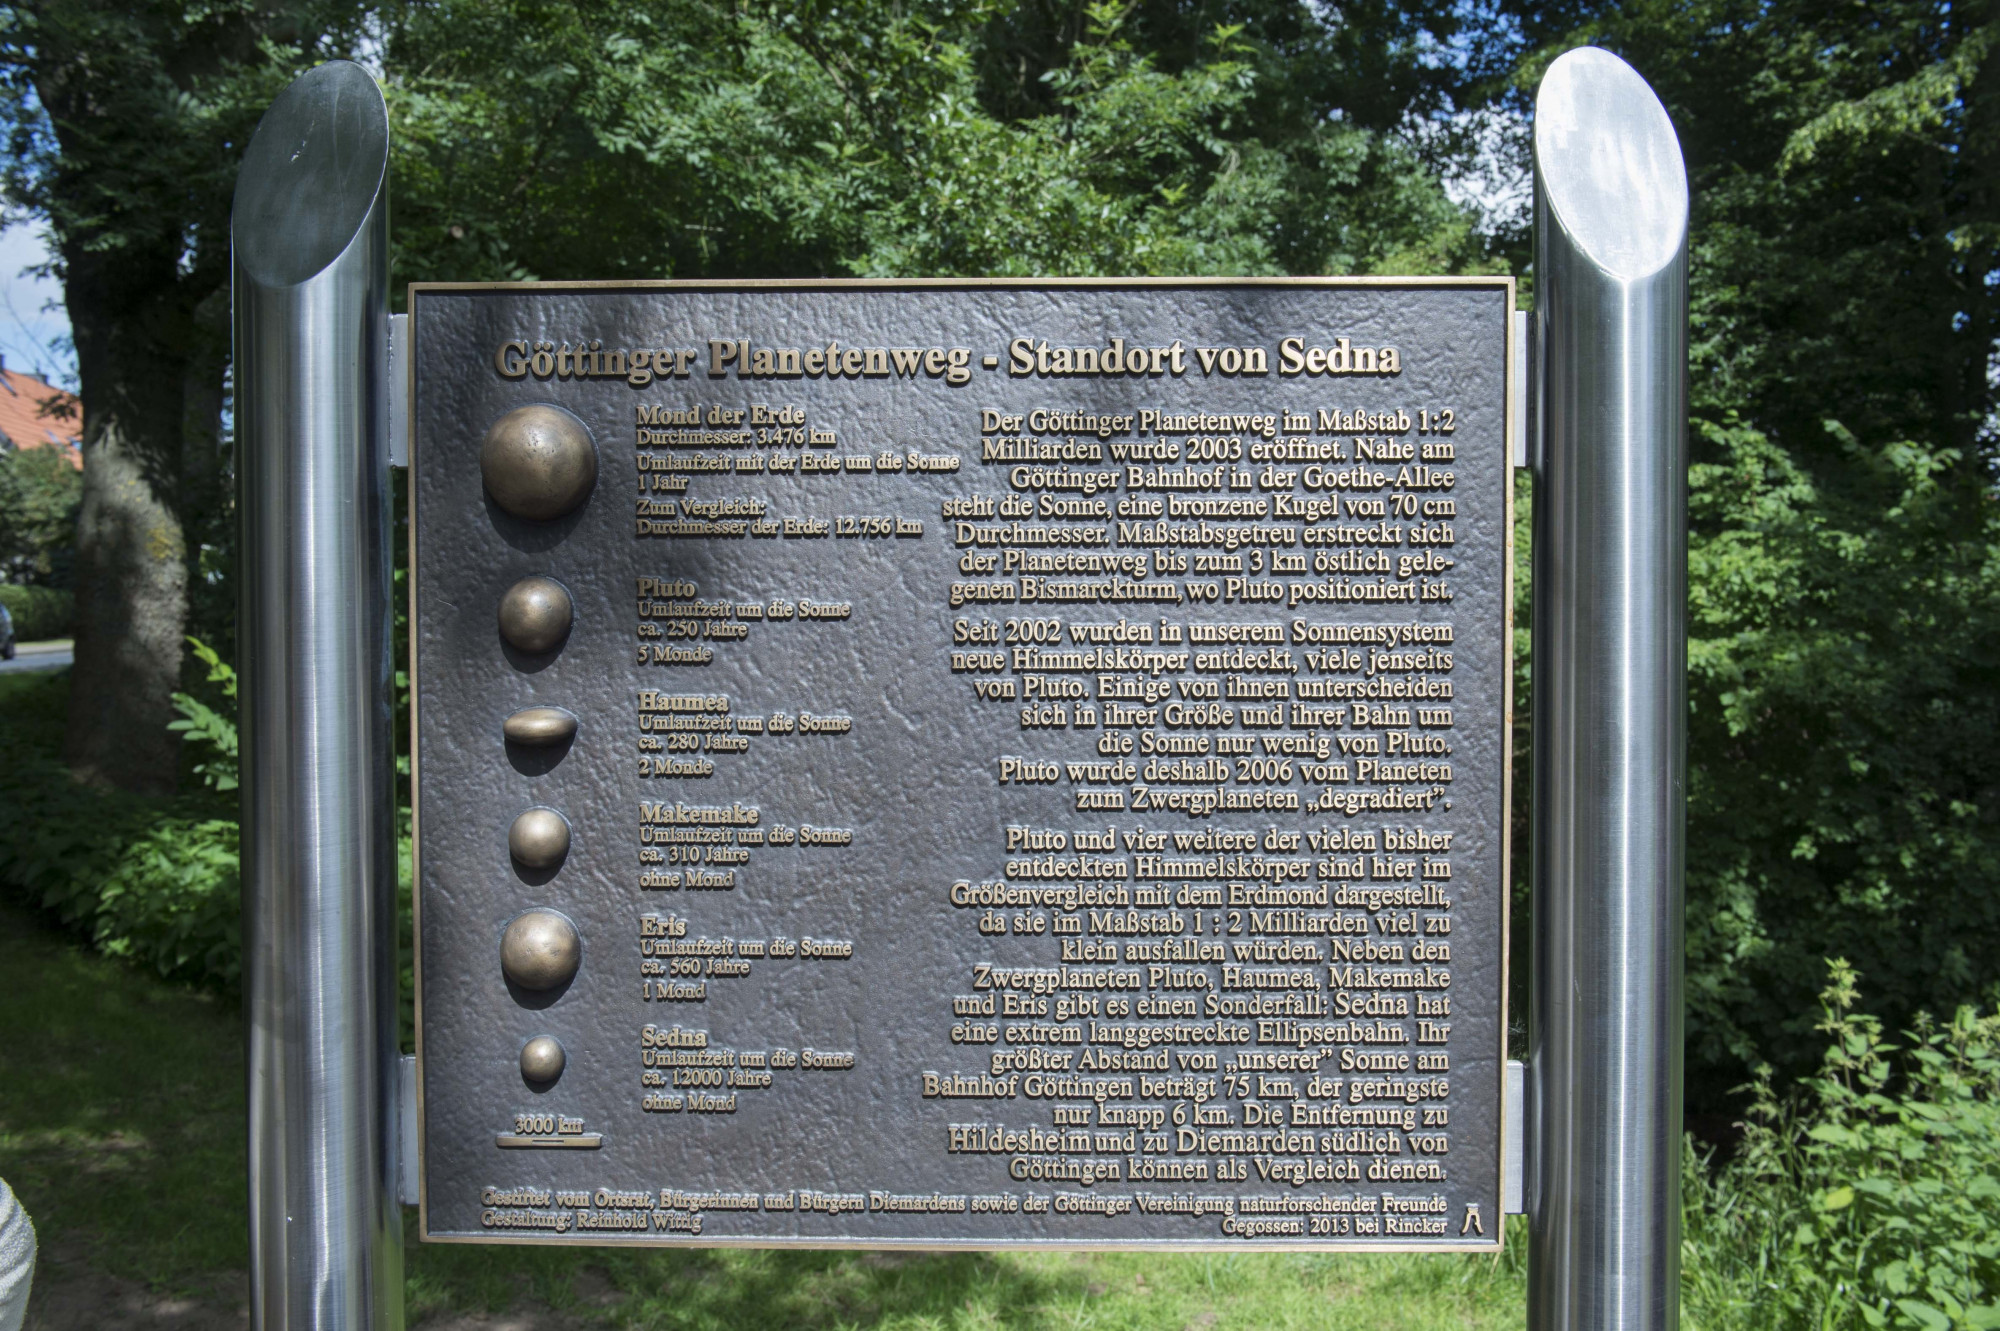 Göttinger Planetenweg - Standort von Sedna
Mond der Erde
Durchmesser: 3.476 km
Umlaufzeit mit der Erde um die Sonne
1 Jahr
Zum Vergleich:
Durchmesser der Erde: 12.756 km
Pluto
Umlaufzeit um die Sonne
ca. 250 Jahre
5 Monde
Haumea
Umlaufzeit um die Sonne
ca. 280 Jahre
2 Monde
Makemake
Umlaufzeit um die Sonne
ca. 310 Jahre
ohne Mond
Eris
Umlaufzeit um die Sonne
ca. 560 Jahre
1 Mond
Sedna
Umlaufzeit um die Sonne
ca. 12000 Jahre
ohne Mond
3000 km
Der Göttinger Planetenweg im Maßstab 1:2
Milliarden wurde 2003 eröffnet. Nahe am
Göttinger Bahnhof in der Goethe-Allee
steht die Sonne, eine bronzene Kugel von 70 cm
Durchmesser. Maßstabsgetreu erstreckt sich
der Planetenweg bis zum 3 km östlich gele-
genen Bismarckturm, wo Pluto positioniert ist.
Seit 2002 wurden in unserem Sonnensystem
neue Himmelskörper entdeckt, viele jenseits
von Pluto. Einige von ihnen unterscheiden
sich in ihrer Größe und ihrer Bahn um
die Sonne nur wenig von Pluto.
Pluto wurde deshalb 2006 vom Planeten
zum Zwergplaneten „degradiert”.
Pluto und vier weitere der vielen bisher
entdeckten Himmelskörper sind hier im
Größenvergleich mit dem Erdmond dargestellt,
da sie im Maßstab 1 : 2 Milliarden viel zu
klein ausfallen würden. Neben den
Zwergplaneten Pluto, Haumea, Makemake
und Eris gibt es einen Sonderfall: Sedna hat
eine extrem langgestreckte Ellipsenbahn. Ihr
größter Abstand von „unserer” Sonne am
Bahnhof Göttingen beträgt 75 km, der geringste
nur knapp 6 km. Die Entfernung zu
Hildesheim und zu Diemarden südlich von
Göttingen können als Vergleich dienen.
Gestiftet vom Ortsrat, Bürgerinnen und Bürgern Diemardens sowie der Göttinger Vereinigung naturforschender Freunde
Gestaltung: Reinhold Wittig
Gegossen: 2013 bei Rincker